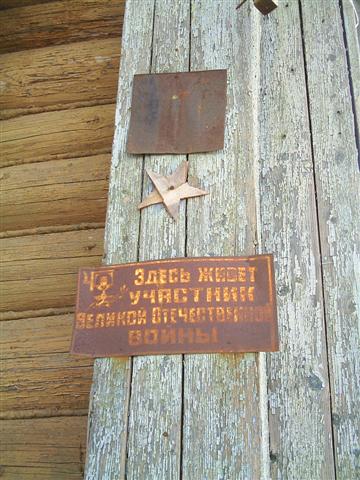 ЗДЕСЬ ЖИВЕТ
УЧАСТНИК
ВЕЛИКОЙ ОТЕЧЕСТВЕННОЙ
ВОЙНЫ